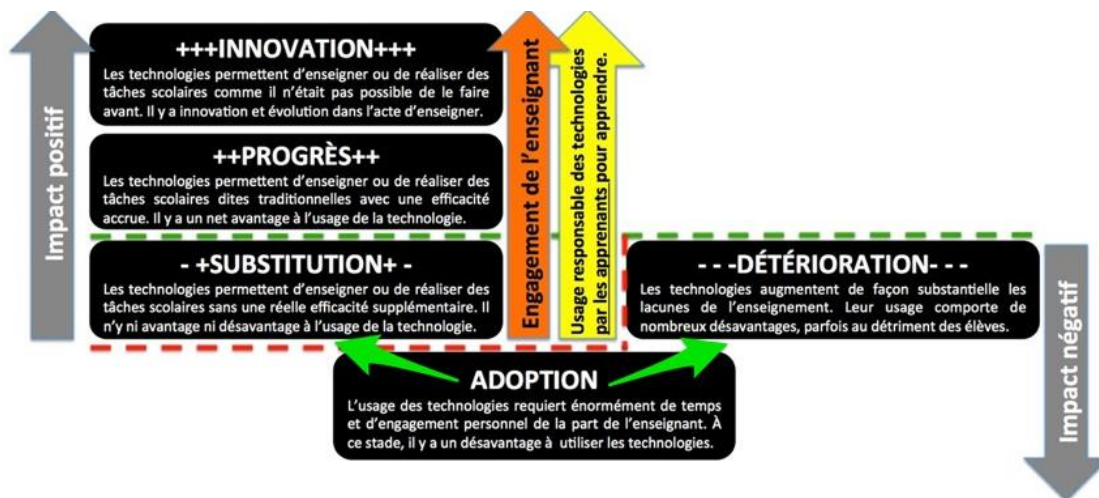 Impact positif
+++INNOVATION+++
Les technologies permettent d'enseigner ou de réaliser des
tâches scolaires comme il n'était pas possible de le faire
avant. Il y a innovation et évolution dans l'acte d'enseigner.
++PROGRÈS++
Les technologies permettent d'enseigner ou de réaliser des
tâches scolaires dites traditionnelles avec une efficacité
accrue. Il y a un net avantage à l'usage de la technologie.
- +SUBSTITUTION+ -
Les technologies permettent d'enseigner ou de réaliser des
tâches scolaires sans une réelle efficacité supplémentaire. Il
n'y ni avantage ni désavantage à l'usage de la technologie.
Engagement de l'enseignant
Usage responsable des technologies
par les apprenants pour apprendre.
- - -DÉTÉRIORATION- - -
Les technologies augmentent de façon substantielle les
lacunes de l'enseignement. Leur usage comporte de
nombreux désavantages, parfois au détriment des élèves.
Impact négatif
ADOPTION
L'usage des technologies requiert énormément de temps
et d'engagement personnel de la part de l'enseignant. À
ce stade, il y a un désavantage à utiliser les technologies.